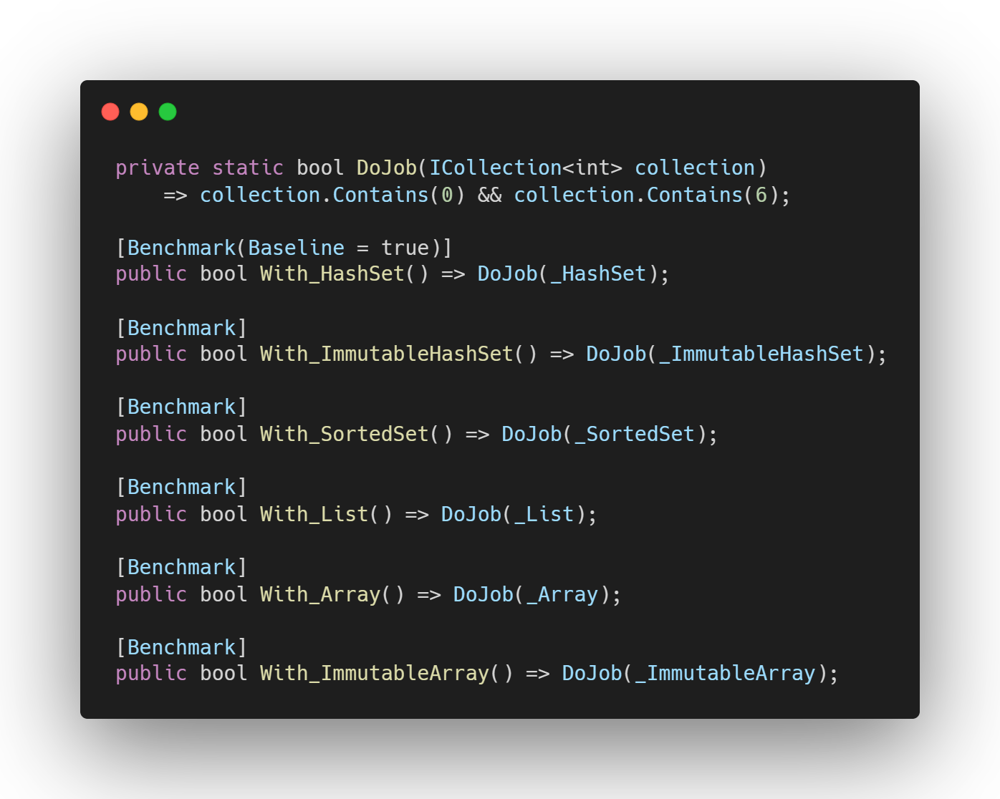 private static bool DoJob(ICollection<int> collection)
    => collection.Contains(0) && collection.Contains(6);

[Benchmark(Baseline = true)]
public bool With_HashSet() => DoJob(_HashSet);

[Benchmark]
public bool With_ImmutableHashSet() => DoJob(_ImmutableHashSet);

[Benchmark]
public bool With_SortedSet() => DoJob(_SortedSet);

[Benchmark]
public bool With_List() => DoJob(_List);

[Benchmark]
public bool With_Array() => DoJob(_Array);

[Benchmark]
public bool With_ImmutableArray() => DoJob(_ImmutableArray);